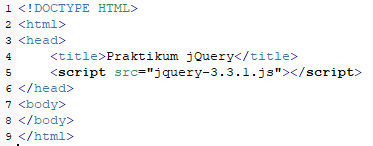 1 <!DOCTYPE HTML>
2 <html>
3 <head>
4     <title>Praktikum jQuery</title>
5     <script src="jquery-3.3.1.js"></script>
6 </head>
7 <body>
8 </body>
9 </html>